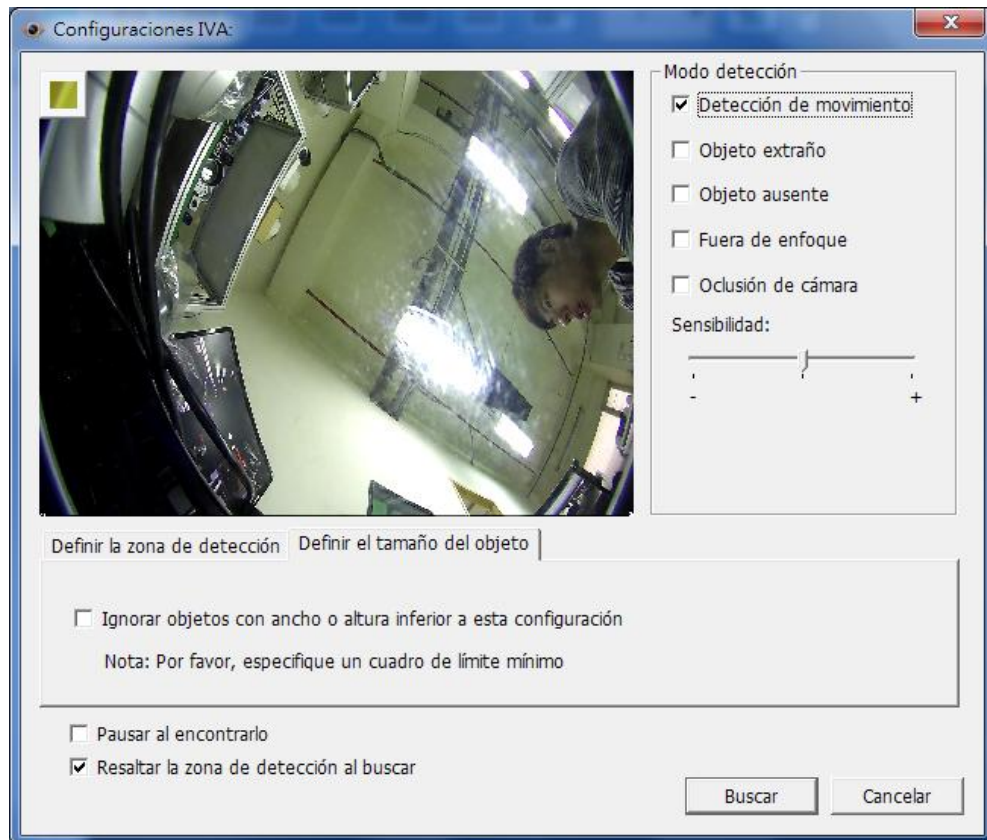 Configuraciones IVA:
Modo detección
Detección de movimiento
Objeto extraño
Objeto ausente
Fuera de enfoque
Oclusión de cámara
Sensibilidad:
- +
Definir la zona de detección Definir el tamaño del objeto
Ignorar objetos con ancho o altura inferior a esta configuración
Nota: Por favor, especifique un cuadro de límite mínimo
Pausar al encontrarlo
Resaltar la zona de detección al buscar
Buscar Cancelar